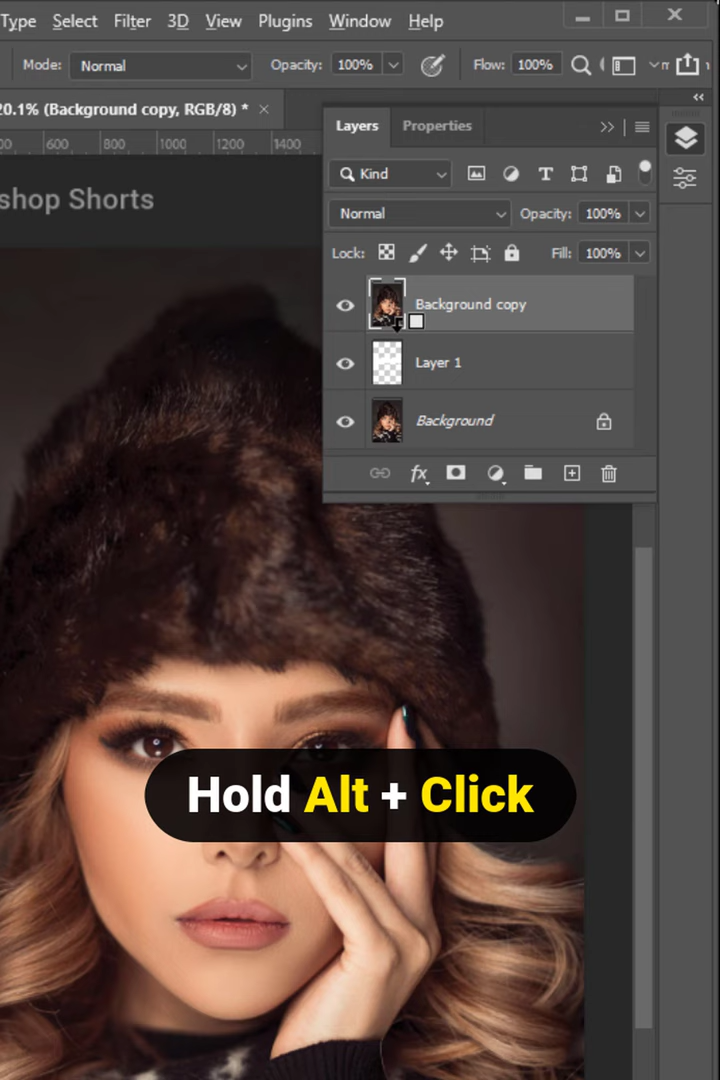 Type Select Filter 3D View Plugins Window Help
Mode: Normal Opacity: 100% Flow: 100%
20.1% (Background copy, RGB/8) *
600 800 1000 1200 1400
shop Shorts
Layers Properties
Kind
Normal Opacity: 100%
Lock: Fill: 100%
Background copy
Layer 1
Background
fx
Hold Alt + Click